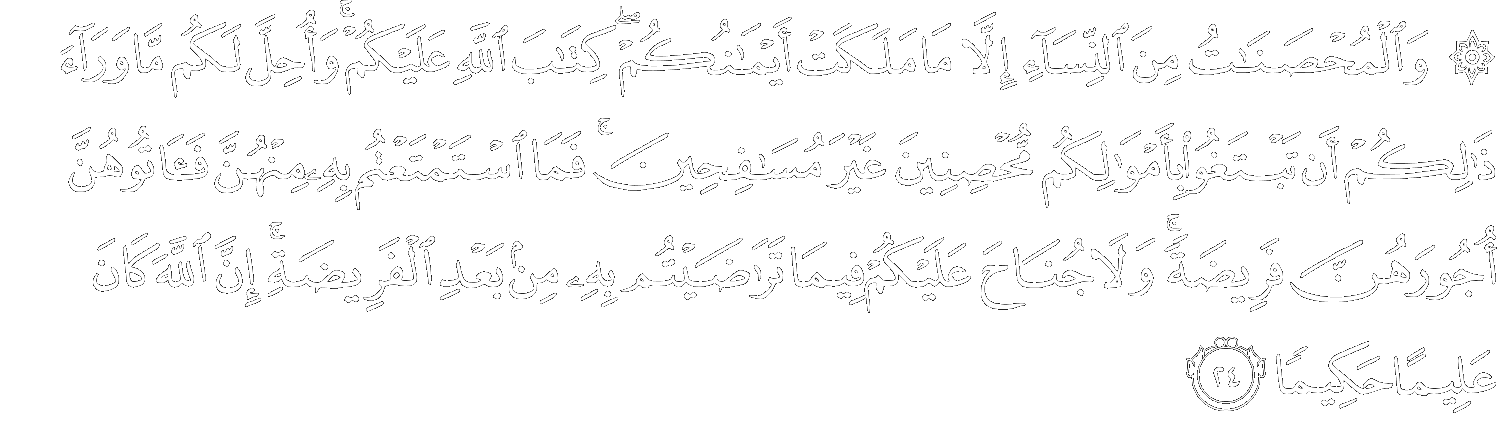 ۞ وَٱلْمُحْصَنَـٰتُ مِنَ ٱلنِّسَآءِ إِلَّا مَا مَلَكَتْ أَيْمَـٰنُكُمْ ۖ كِتَـٰبَ ٱللَّهِ عَلَيْكُمْ ۚ وَأُحِلَّ لَكُم مَّا وَرَآءَ
ذَٰلِكُمْ أَن تَبْتَغُوا۟ بِأَمْوَٰلِكُم مُّحْصِنِينَ غَيْرَ مُسَـٰفِحِينَ ۚ فَمَا ٱسْتَمْتَعْتُم بِهِۦ مِنْهُنَّ فَـَٔاتُوهُنَّ
أُجُورَهُنَّ فَرِيضَةً ۚ وَلَا جُنَاحَ عَلَيْكُمْ فِيمَا تَرَٰضَيْتُم بِهِۦ مِنۢ بَعْدِ ٱلْفَرِيضَةِ ۚ إِنَّ ٱللَّهَ كَانَ
عَلِيمًا حَكِيمًا ٢٤